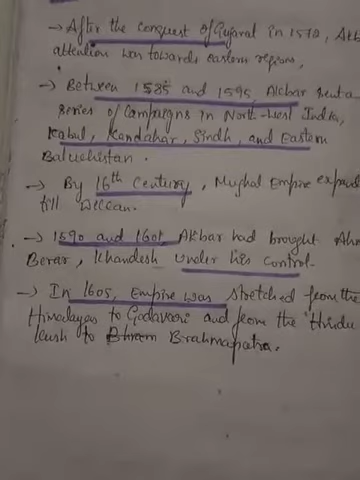 → After the conquest of Gujarat in 1572, Akb
attention was towards eastern regions,
→ Between 1585 and 1595, Akbar sent a
series of campaigns in North-west India,
Kabul, Kandahar, Sindh, and Eastern
Baluchistan.
→ By 16th Century, Mughal Empire expand
till Deccan.
→ 1590 and 1601, Akbar had brought Ahm
Berar, Khandesh under his control.
→ In 1605, Empire was stretched from the
Himalayas to Godavari and from the Hindu
kush to Bhram Brahmaputra.